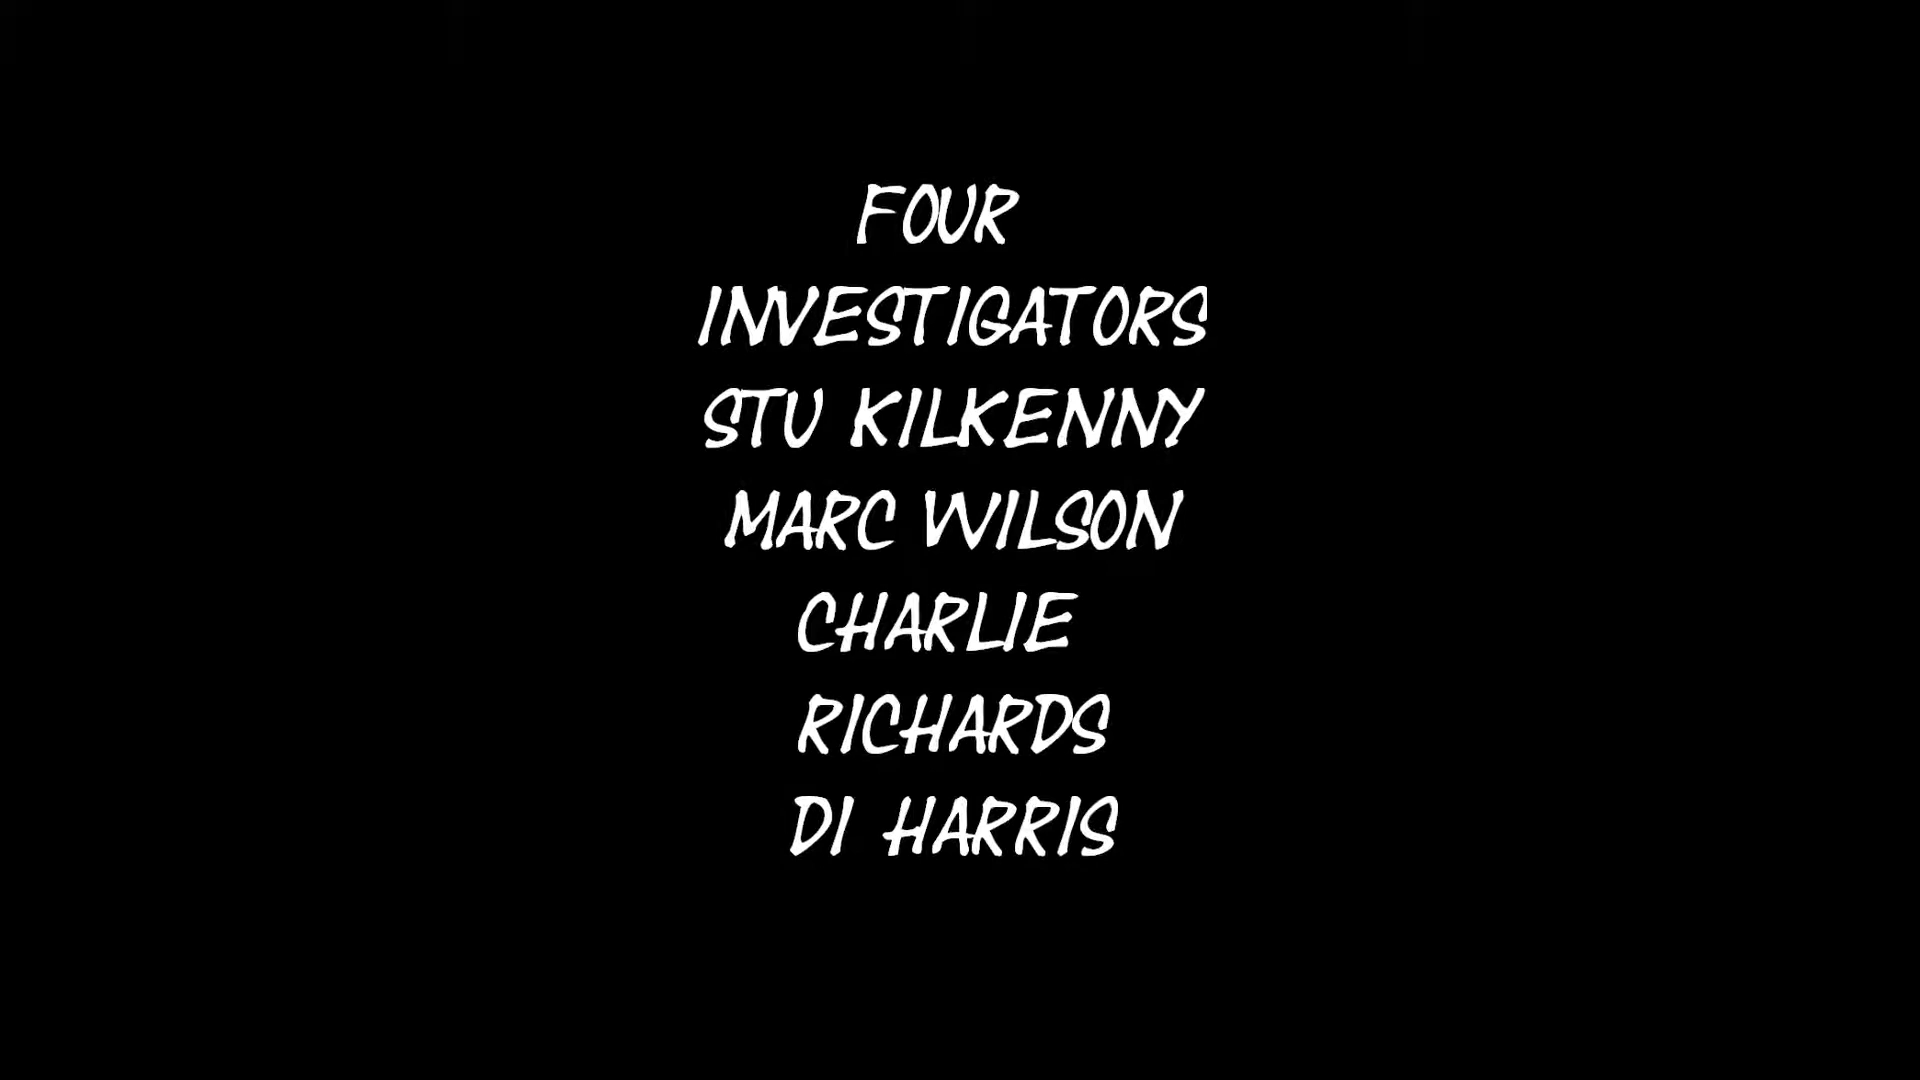 FOUR
INVESTIGATORS
STU KILKENNY
MARC WILSON
CHARLIE
RICHARDS
DI HARRIS